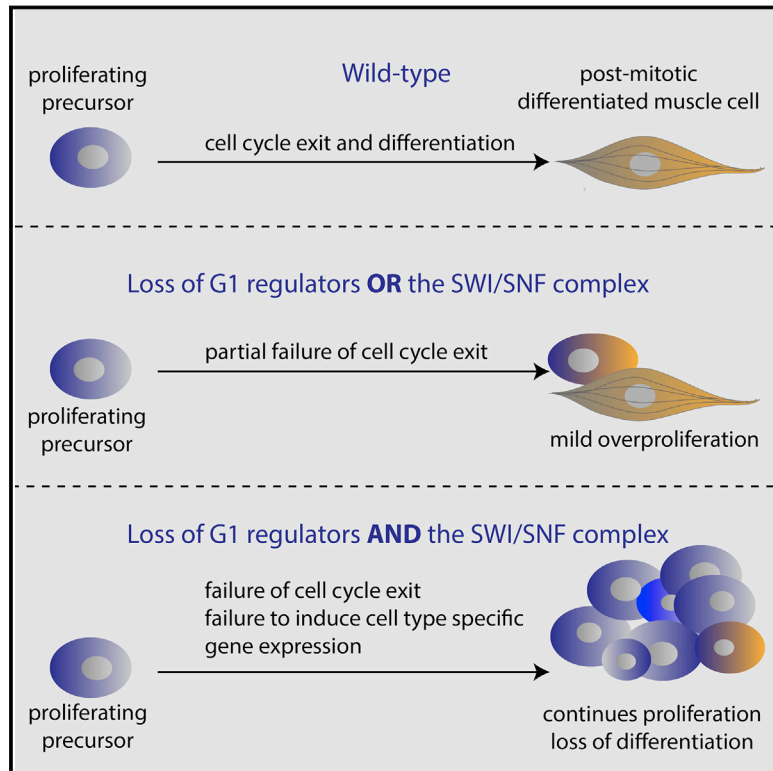 Wild-type
proliferating
precursor
cell cycle exit and differentiation
post-mitotic
differentiated muscle cell
Loss of G1 regulators OR the SWI/SNF complex
partial failure of cell cycle exit
proliferating
precursor
mild overproliferation
Loss of G1 regulators AND the SWI/SNF complex
failure of cell cycle exit
failure to induce cell type specific
gene expression
proliferating
precursor
continues proliferation
loss of differentiation